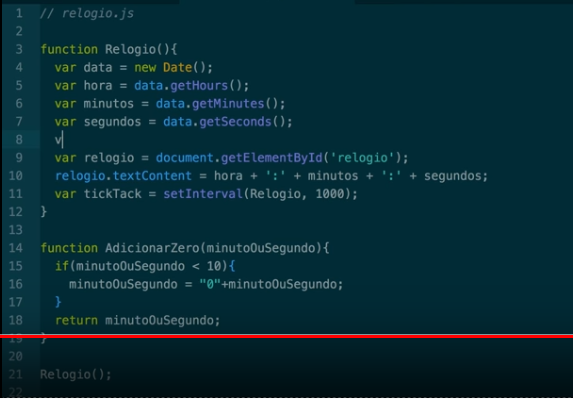 1 // relogio.js
2
3 function Relogio(){
4 var data = new Date();
5 var hora = data.getHours();
6 var minutos = data.getMinutes();
7 var segundos = data.getSeconds();
8 v
9 var relogio = document.getElementById('relogio');
10 relogio.textContent = hora + ':' + minutos + ':' + segundos;
11 var tickTack = setInterval(Relogio, 1000);
12 }
13
14 function AdicionarZero(minutoOuSegundo){
15 if(minutoOuSegundo < 10){
16 minutoOuSegundo = "0"+minutoOuSegundo;
17 }
18 return minutoOuSegundo;
19 }
20
21 Relogio();
22